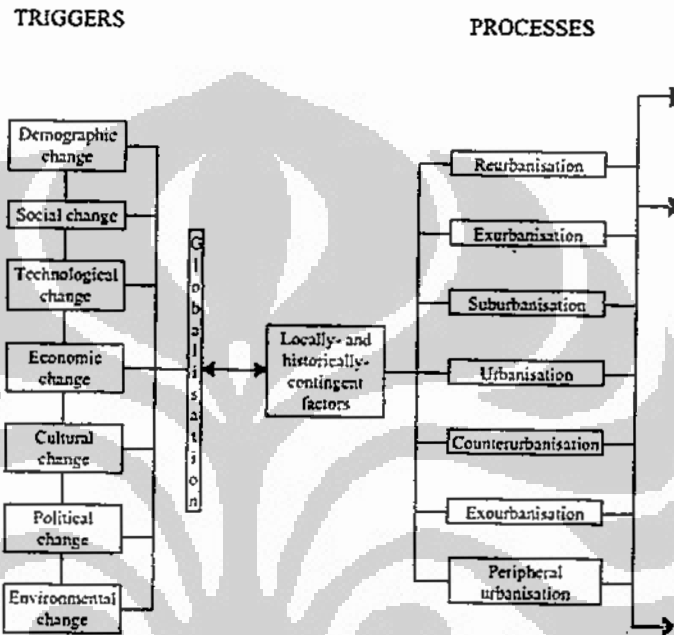 TRIGGERS
PROCESSES
Demographic
change
Social change
Technological
change
Economic
change
Cultural
change
Political
change
Environmental
change
Globalisation
Locally- and
historically-
contingent
factors
Reurbanisation
Exurbanisation
Suburbanisation
Urbanisation
Counterurbanisation
Exourbanisation
Peripheral
urbanisation